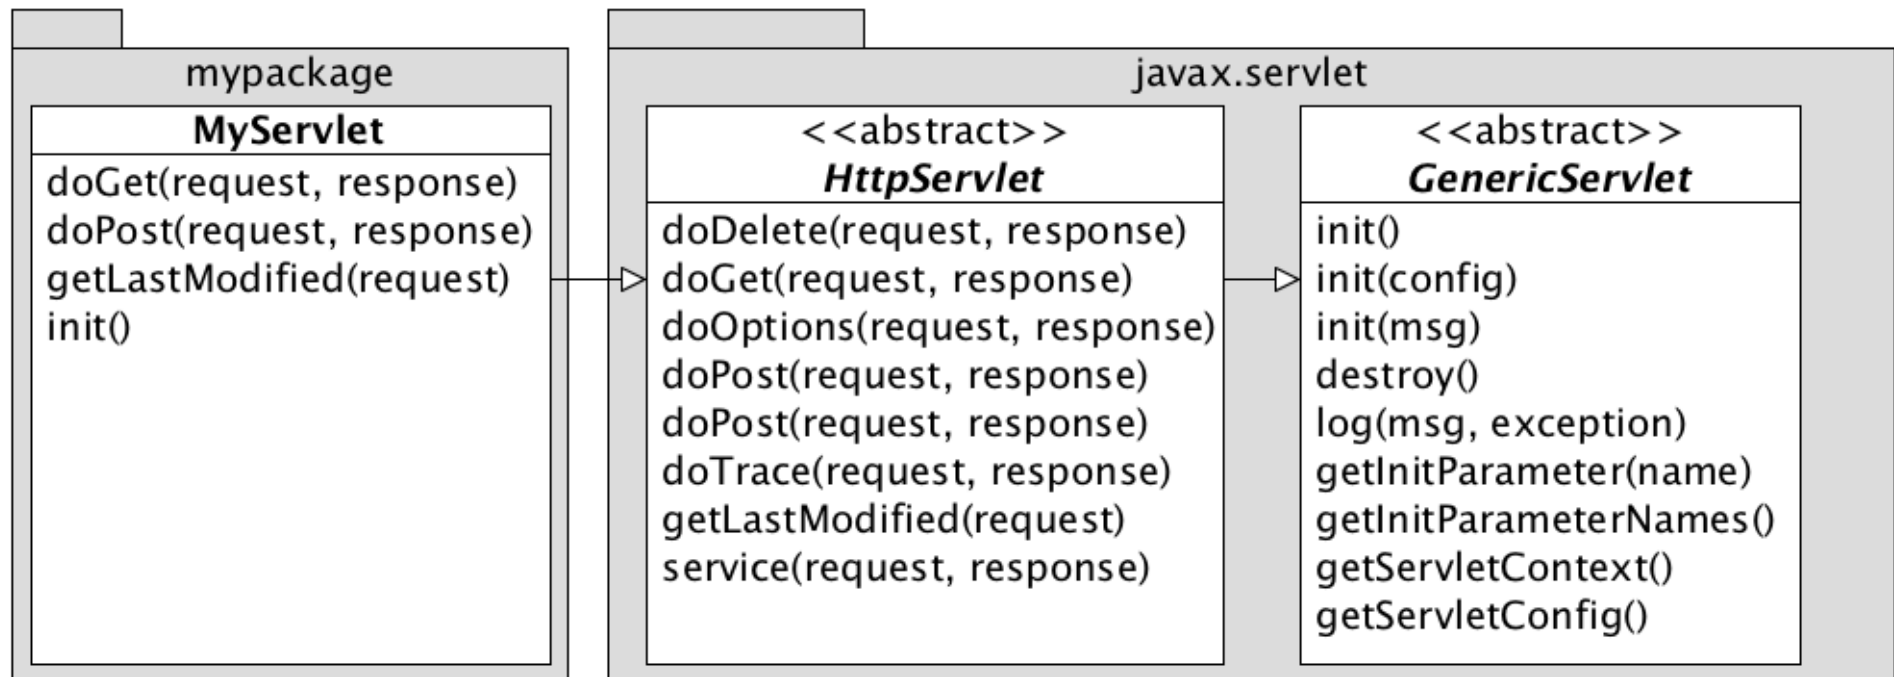 mypackage
MyServlet
doGet(request, response)
doPost(request, response)
getLastModified(request)
init()
javax.servlet
<<abstract>>
HttpServlet
doDelete(request, response)
doGet(request, response)
doOptions(request, response)
doPost(request, response)
doPost(request, response)
doTrace(request, response)
getLastModified(request)
service(request, response)
<<abstract>>
GenericServlet
init()
init(config)
init(msg)
destroy()
log(msg, exception)
getInitParameter(name)
getInitParameterNames()
getServletContext()
getServletConfig()